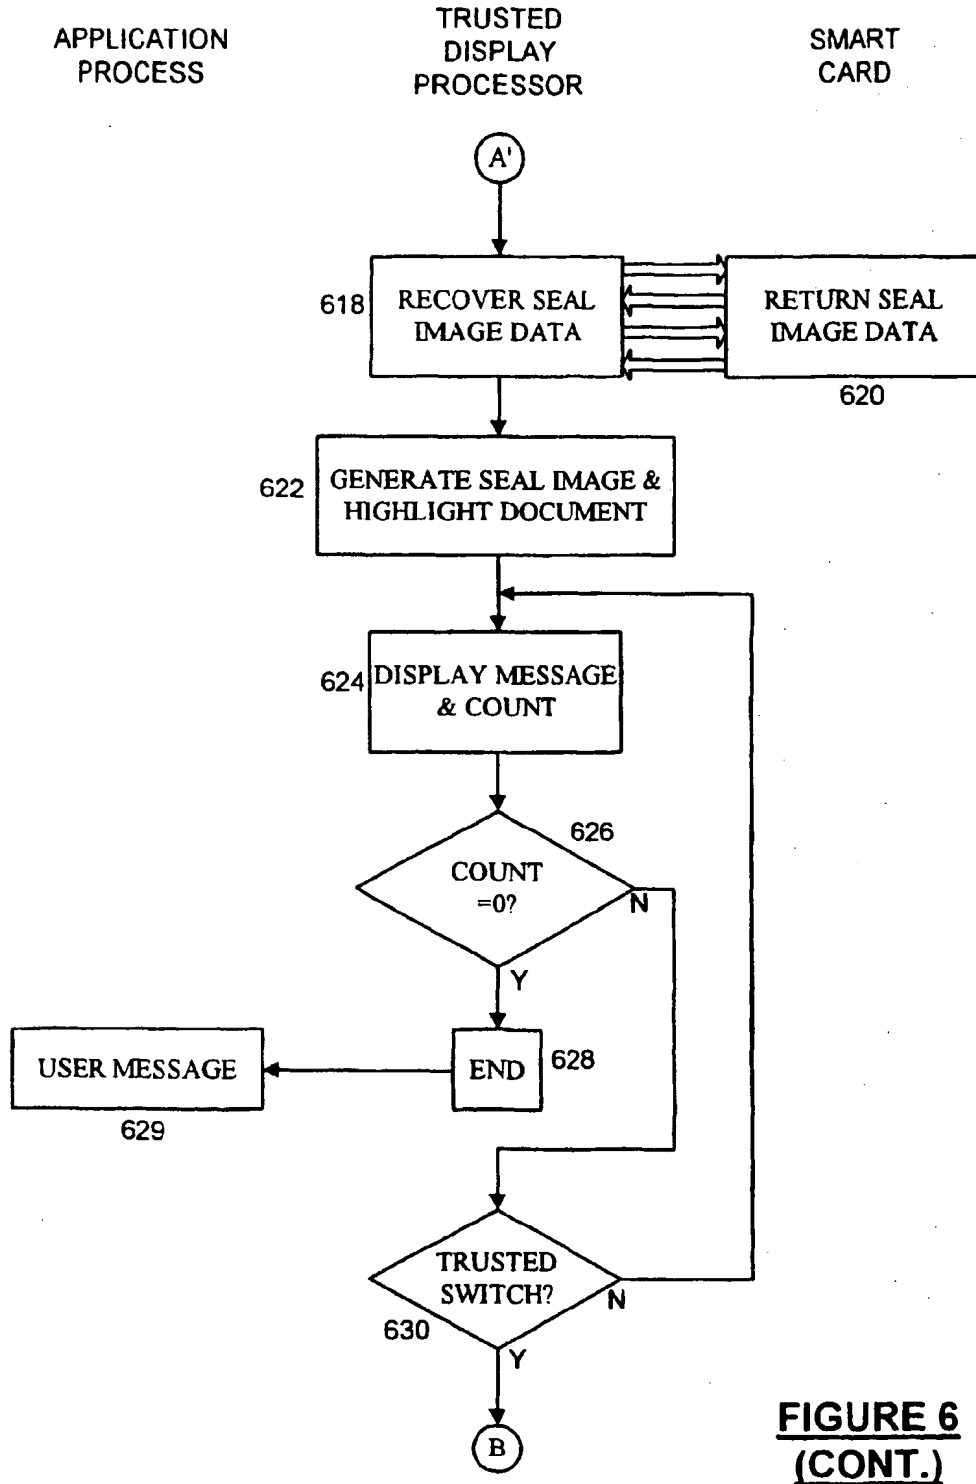 APPLICATION
PROCESS
TRUSTED
DISPLAY
PROCESSOR
SMART
CARD
A'
618
RECOVER SEAL
IMAGE DATA
RETURN SEAL
IMAGE DATA
620
622
GENERATE SEAL IMAGE &
HIGHLIGHT DOCUMENT
624
DISPLAY MESSAGE
& COUNT
626
COUNT
=0?
N
Y
USER MESSAGE
629
END
628
TRUSTED
SWITCH?
N
630
Y
B
FIGURE 6
(CONT.)